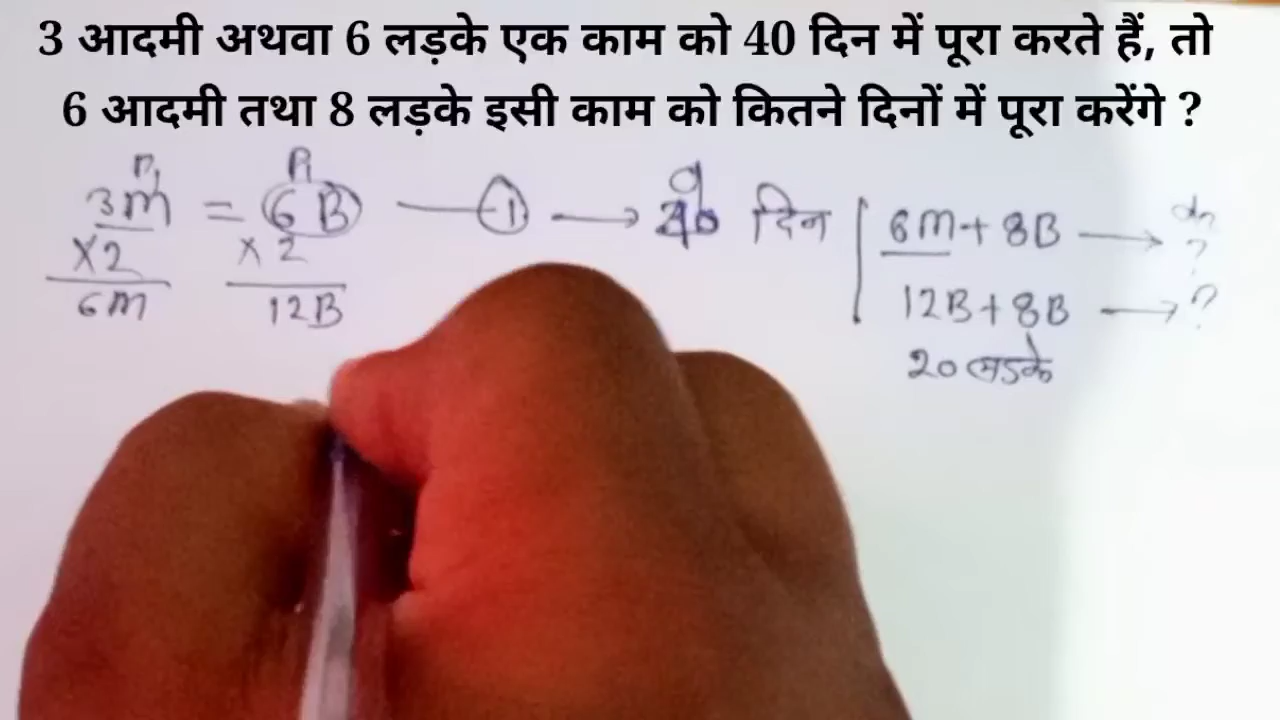 3 आदमी अथवा 6 लड़के एक काम को 40 दिन में पूरा करते हैं, तो
6 आदमी तथा 8 लड़के इसी काम को कितने दिनों में पूरा करेंगे ?
3M = 6B — 1 → 40 दिन
×2 ×2
6M 12B
6M + 8B → ?
12B + 8B → ?
20 लडके